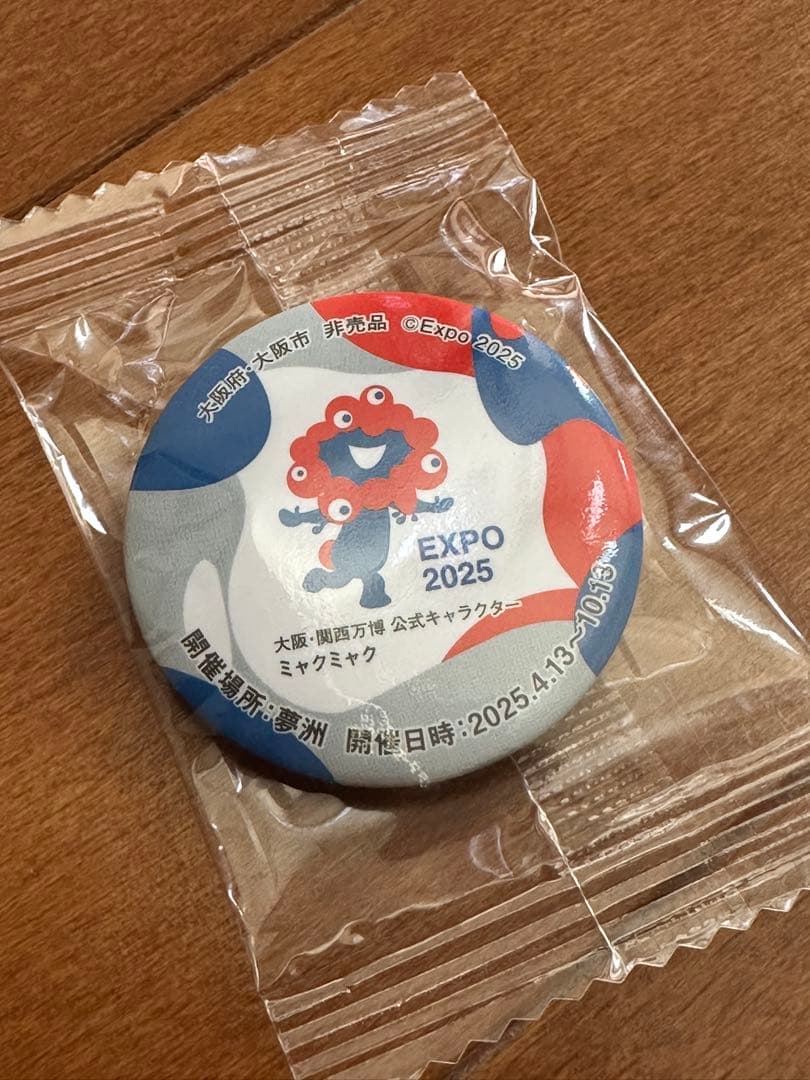 大阪府・大阪市 非売品 ©Expo 2025
EXPO
2025
大阪・関西万博 公式キャラクター
ミャクミャク
開催場所：夢洲 開催日時：2025.4.13～10.13